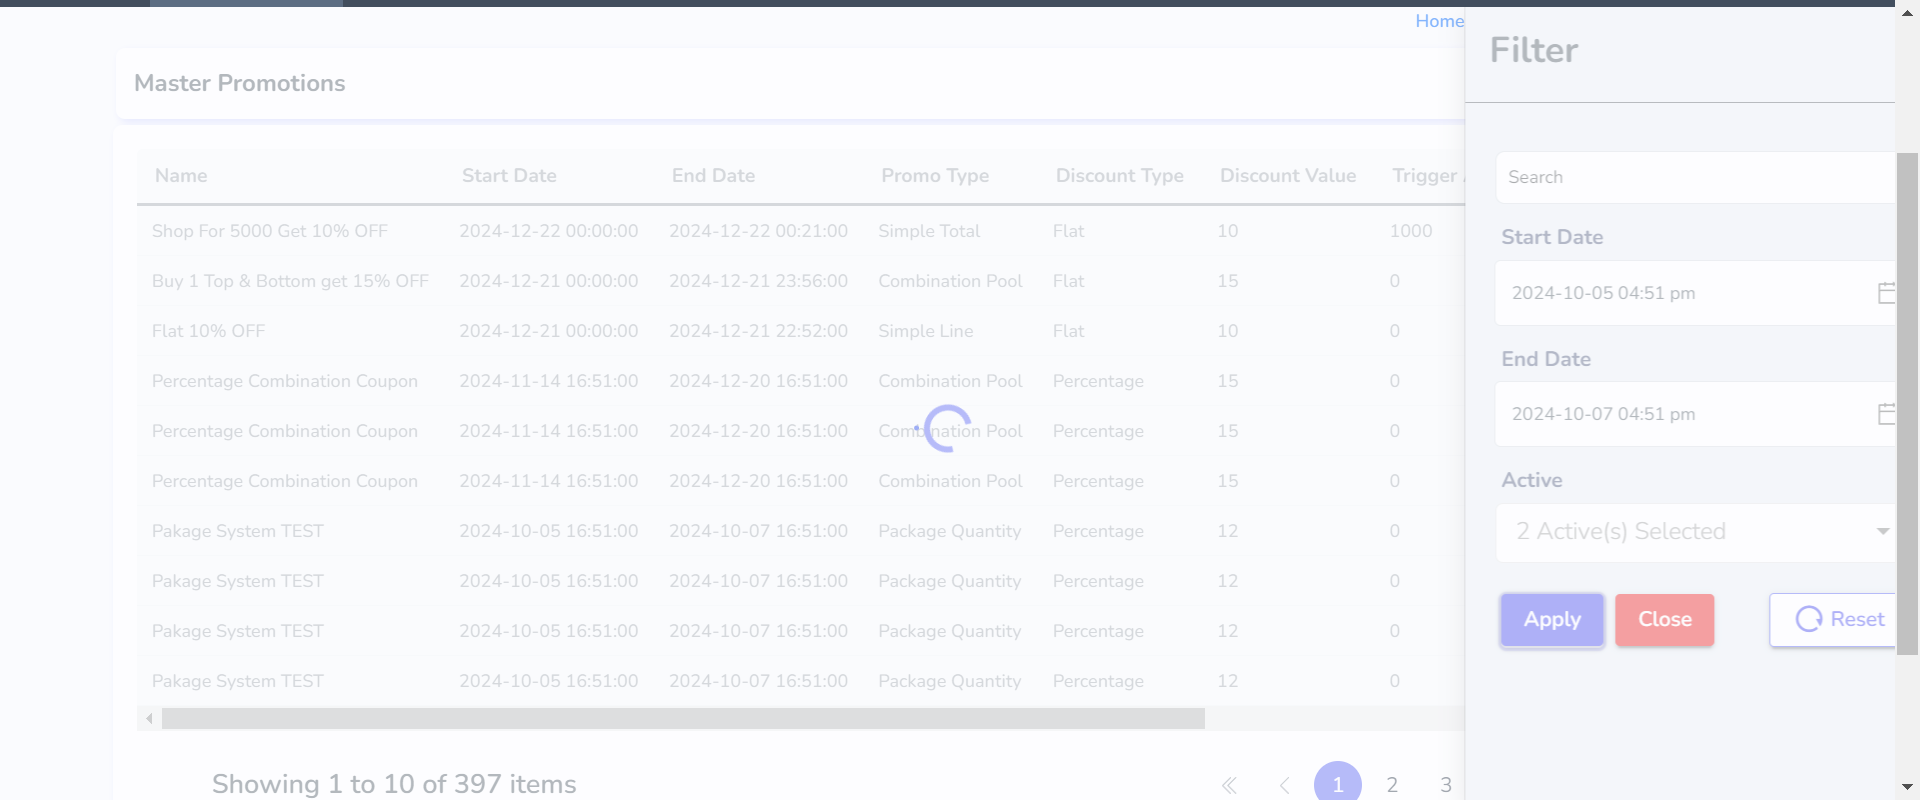 Home
Filter
Master Promotions
Name Start Date End Date Promo Type Discount Type Discount Value Trigger
Shop For 5000 Get 10% OFF 2024-12-22 00:00:00 2024-12-22 00:21:00 Simple Total Flat 10 1000
Buy 1 Top & Bottom get 15% OFF 2024-12-21 00:00:00 2024-12-21 23:56:00 Combination Pool Flat 15 0
Flat 10% OFF 2024-12-21 00:00:00 2024-12-21 22:52:00 Simple Line Flat 10 0
Percentage Combination Coupon 2024-11-14 16:51:00 2024-12-20 16:51:00 Combination Pool Percentage 15 0
Percentage Combination Coupon 2024-11-14 16:51:00 2024-12-20 16:51:00 Combination Pool Percentage 15 0
Percentage Combination Coupon 2024-11-14 16:51:00 2024-12-20 16:51:00 Combination Pool Percentage 15 0
Pakage System TEST 2024-10-05 16:51:00 2024-10-07 16:51:00 Package Quantity Percentage 12 0
Pakage System TEST 2024-10-05 16:51:00 2024-10-07 16:51:00 Package Quantity Percentage 12 0
Pakage System TEST 2024-10-05 16:51:00 2024-10-07 16:51:00 Package Quantity Percentage 12 0
Pakage System TEST 2024-10-05 16:51:00 2024-10-07 16:51:00 Package Quantity Percentage 12 0
Showing 1 to 10 of 397 items 1 2 3
Search
Start Date
2024-10-05 04:51 pm
End Date
2024-10-07 04:51 pm
Active
2 Active(s) Selected
Apply Close Reset